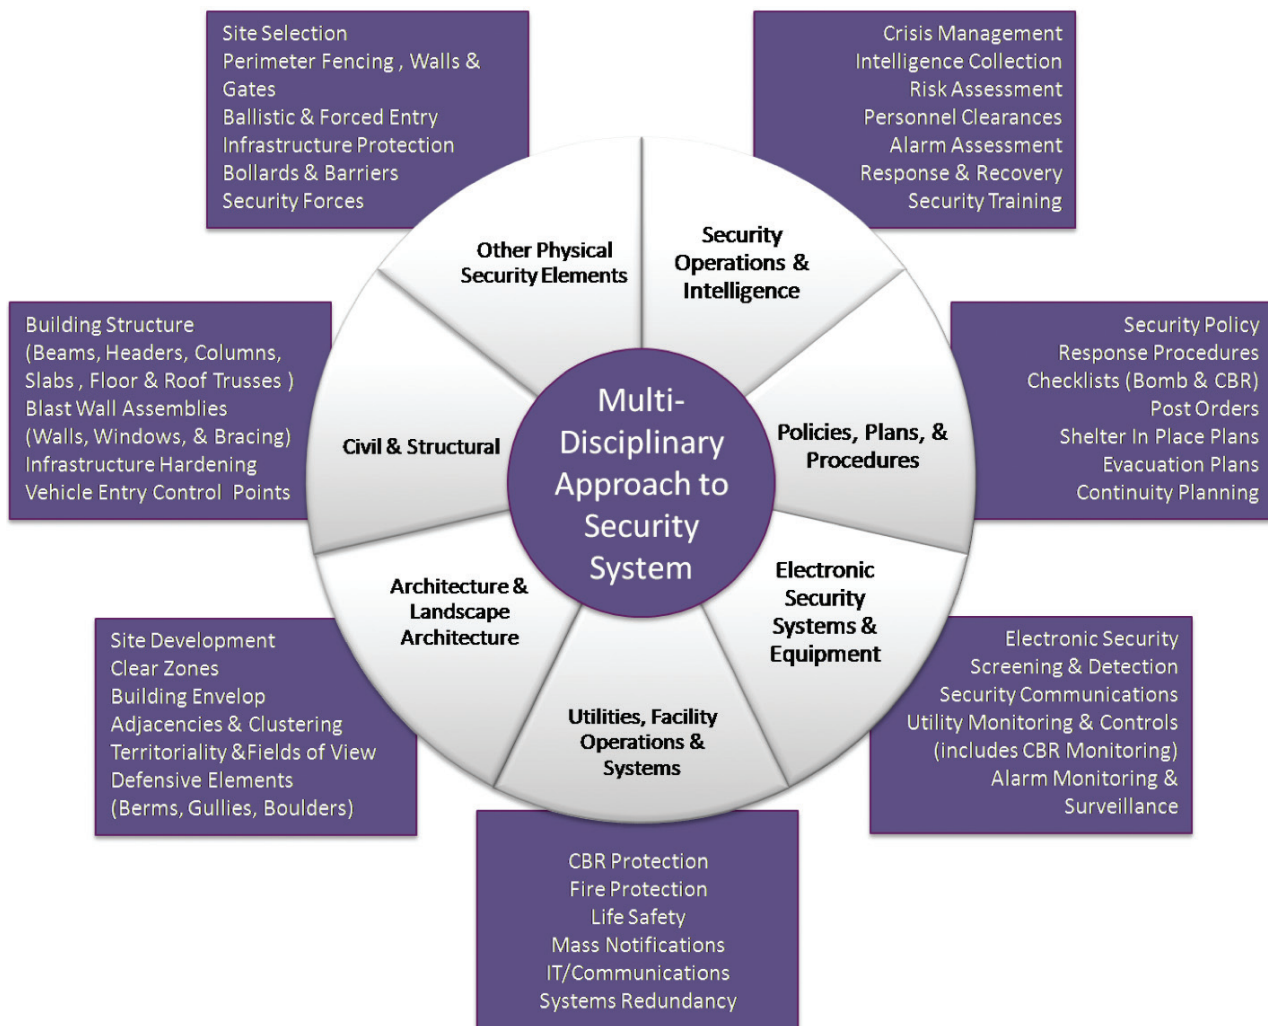 Site Selection
Perimeter Fencing , Walls &
Gates
Ballistic & Forced Entry
Infrastructure Protection
Bollards & Barriers
Security Forces
Crisis Management
Intelligence Collection
Risk Assessment
Personnel Clearances
Alarm Assessment
Response & Recovery
Security Training
Other Physical
Security Elements
Security
Operations &
Intelligence
Building Structure
(Beams, Headers, Columns,
Slabs , Floor & Roof Trusses )
Blast Wall Assemblies
(Walls, Windows, & Bracing)
Infrastructure Hardening
Vehicle Entry Control Points
Civil & Structural
Multi-
Disciplinary
Approach to
Security
System
Policies, Plans, &
Procedures
Security Policy
Response Procedures
Checklists (Bomb & CBR)
Post Orders
Shelter In Place Plans
Evacuation Plans
Continuity Planning
Architecture &
Landscape
Architecture
Electronic
Security
Systems &
Equipment
Site Development
Clear Zones
Building Envelop
Adjacencies & Clustering
Territoriality &Fields of View
Defensive Elements
(Berms, Gullies, Boulders)
Utilities, Facility
Operations &
Systems
Electronic Security
Screening & Detection
Security Communications
Utility Monitoring & Controls
(includes CBR Monitoring)
Alarm Monitoring &
Surveillance
CBR Protection
Fire Protection
Life Safety
Mass Notifications
IT/Communications
Systems Redundancy